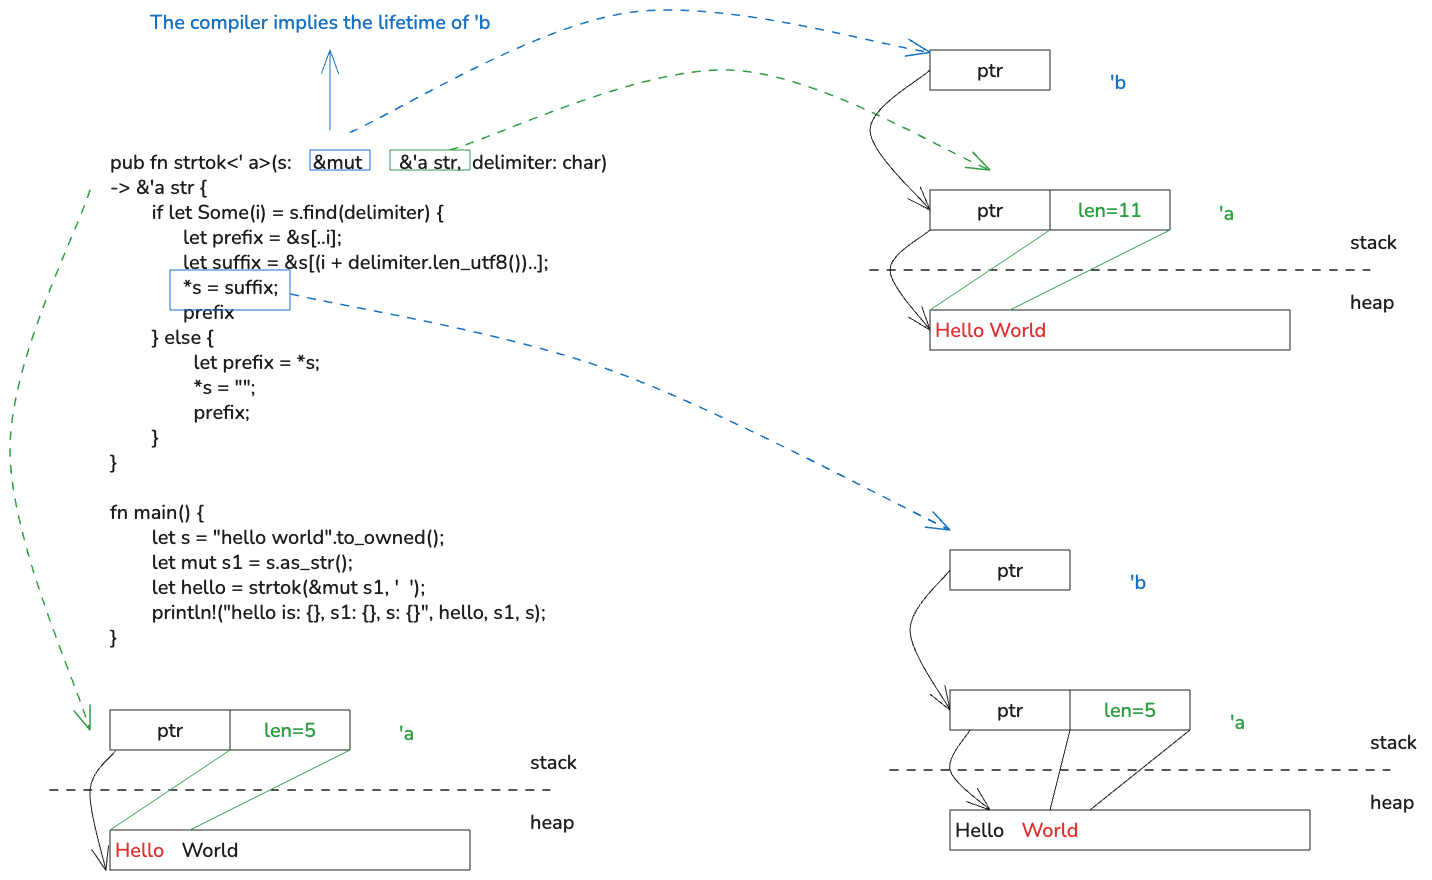 The compiler implies the lifetime of 'b
pub fn strtok<' a>(s: &mut &'a str, delimiter: char)
-> &'a str {
if let Some(i) = s.find(delimiter) {
let prefix = &s[..i];
let suffix = &s[(i + delimiter.len_utf8())..];
*s = suffix;
prefix
} else {
let prefix = *s;
*s = "";
prefix;
}
}
fn main() {
let s = "hello world".to_owned();
let mut s1 = s.as_str();
let hello = strtok(&mut s1, ' ');
println!("hello is: {}, s1: {}, s: {}", hello, s1, s);
}
ptr
'b
ptr len=11 'a
stack
heap
Hello World
ptr
'b
ptr len=5 'a
stack
heap
Hello World
ptr len=5 'a
stack
heap
Hello World